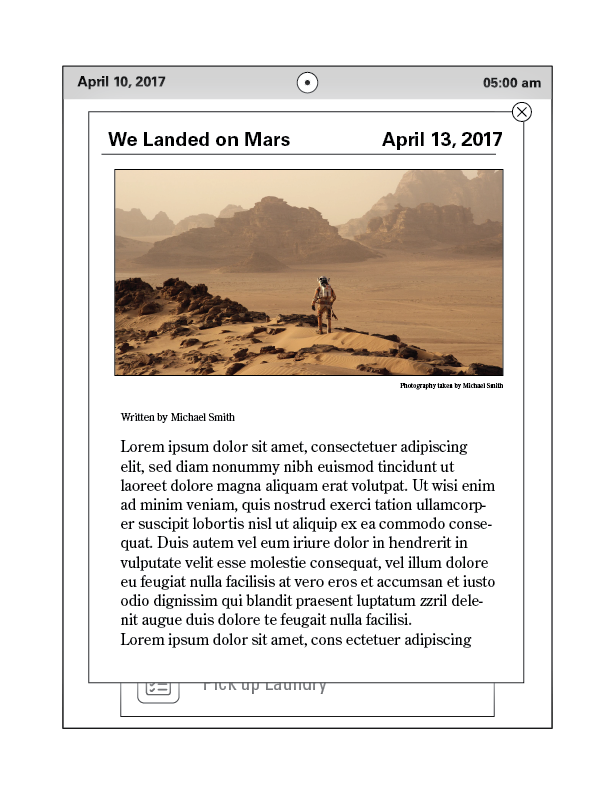 April 10, 2017 05:00 am
We Landed on Mars April 13, 2017
Photography taken by Michael Smith
Written by Michael Smith
Lorem ipsum dolor sit amet, consectetuer adipiscing
elit, sed diam nonummy nibh euismod tincidunt ut
laoreet dolore magna aliquam erat volutpat. Ut wisi enim
ad minim veniam, quis nostrud exerci tation ullamcorp-
er suscipit lobortis nisl ut aliquip ex ea commodo conse-
quat. Duis autem vel eum iriure dolor in hendrerit in
vulputate velit esse molestie consequat, vel illum dolore
eu feugiat nulla facilisis at vero eros et accumsan et iusto
odio dignissim qui blandit praesent luptatum zzril dele-
nit augue duis dolore te feugait nulla facilisi.
Lorem ipsum dolor sit amet, cons ectetuer adipiscing
Pick up Laundry